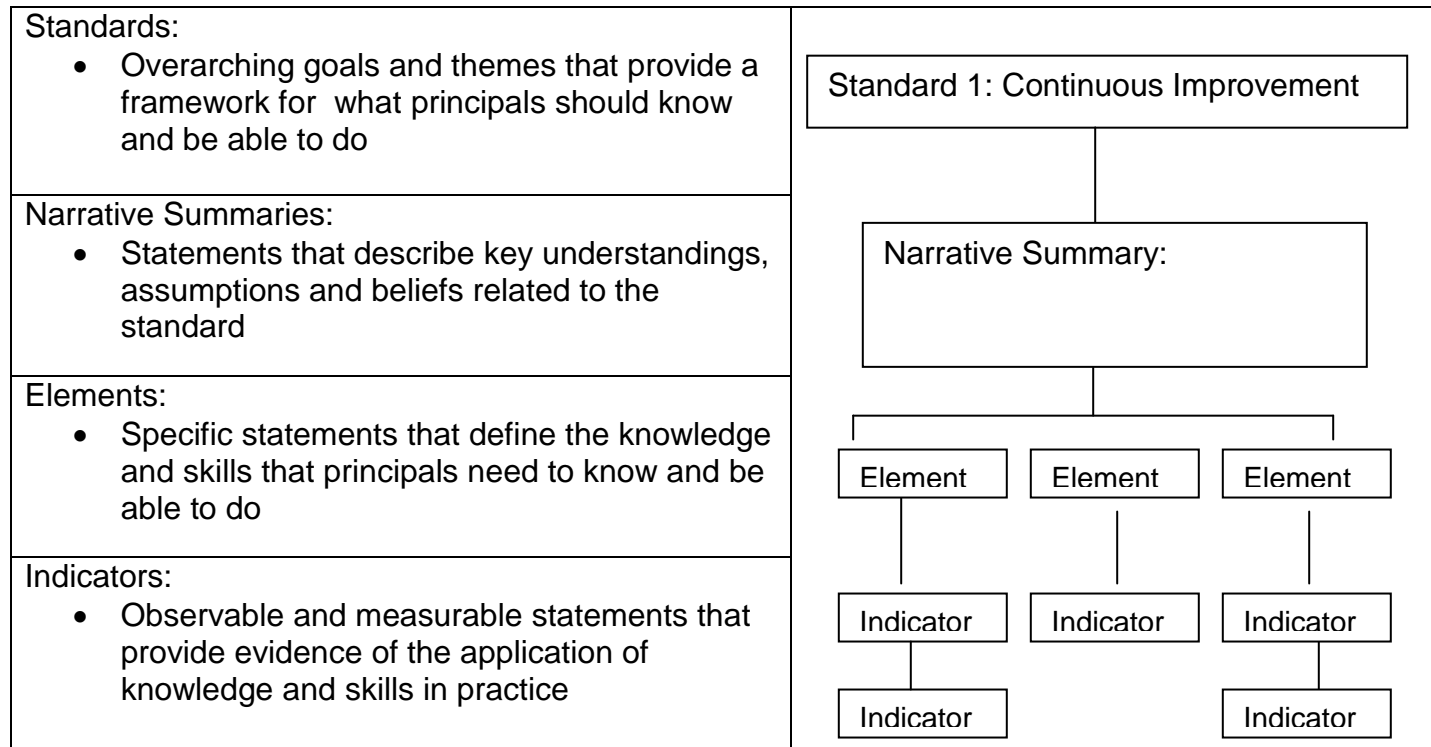 Standards:
• Overarching goals and themes that provide a
framework for what principals should know
and be able to do
Standard 1: Continuous Improvement
Narrative Summaries:
• Statements that describe key understandings,
assumptions and beliefs related to the
standard
Narrative Summary:
Elements:
• Specific statements that define the knowledge
and skills that principals need to know and be
able to do
Element
Element
Element
Indicators:
• Observable and measurable statements that
provide evidence of the application of
knowledge and skills in practice
Indicator
Indicator
Indicator
Indicator
Indicator